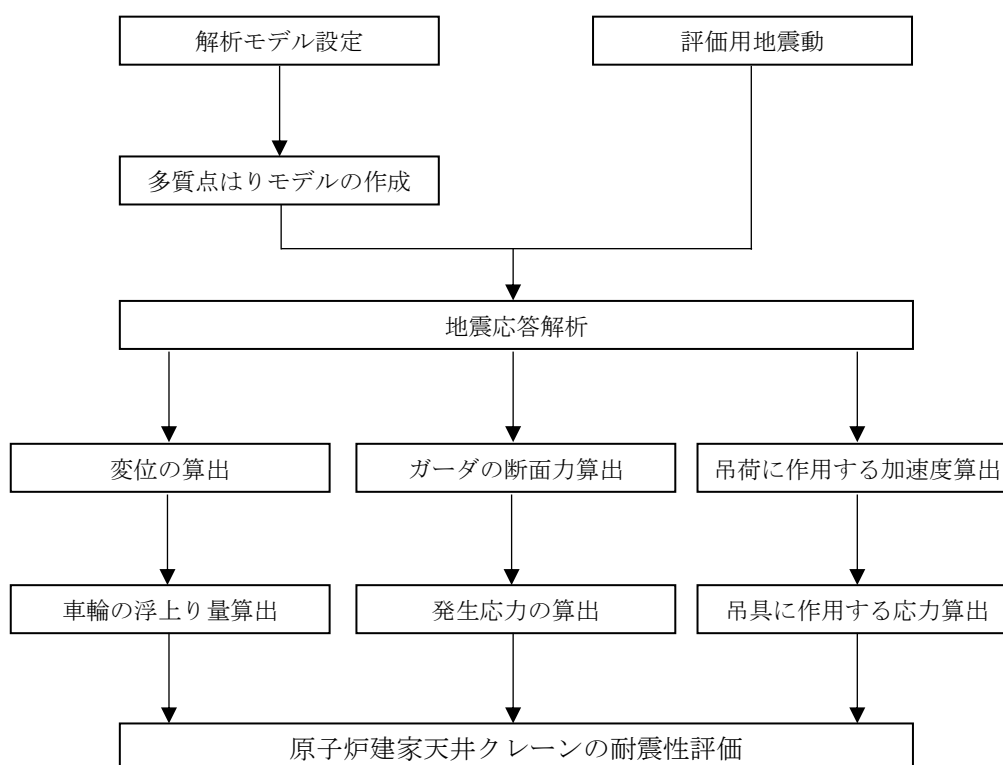 解析モデル設定
評価用地震動
多質点はりモデルの作成
地震応答解析
変位の算出
ガーダの断面力算出
吊荷に作用する加速度算出
車輪の浮上り量算出
発生応力の算出
吊具に作用する応力算出
原子炉建家天井クレーンの耐震性評価